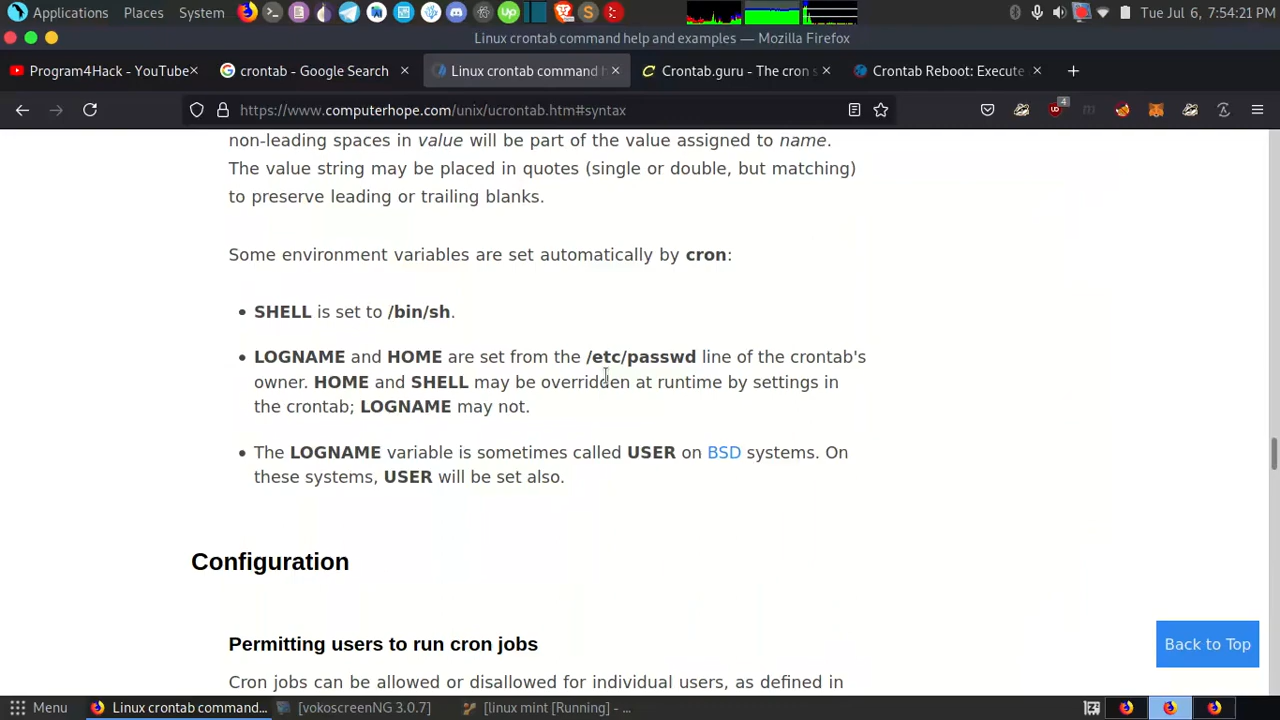 Applications Places System Tue Jul 6, 7:54:21 PM
Linux crontab command help and examples — Mozilla Firefox
Program4Hack - YouTube crontab - Google Search Linux crontab command h Crontab.guru - The cron s Crontab Reboot: Execute
https://www.computerhope.com/unix/ucrontab.htm#syntax 4
non-leading spaces in value will be part of the value assigned to name.
The value string may be placed in quotes (single or double, but matching)
to preserve leading or trailing blanks.
Some environment variables are set automatically by cron:
• SHELL is set to /bin/sh.
• LOGNAME and HOME are set from the /etc/passwd line of the crontab's
owner. HOME and SHELL may be overridden at runtime by settings in
the crontab; LOGNAME may not.
• The LOGNAME variable is sometimes called USER on BSD systems. On
these systems, USER will be set also.
Configuration
Permitting users to run cron jobs
Back to Top
Cron jobs can be allowed or disallowed for individual users, as defined in
Menu Linux crontab command... [vokoscreenNG 3.0.7] [linux mint [Running] - ...